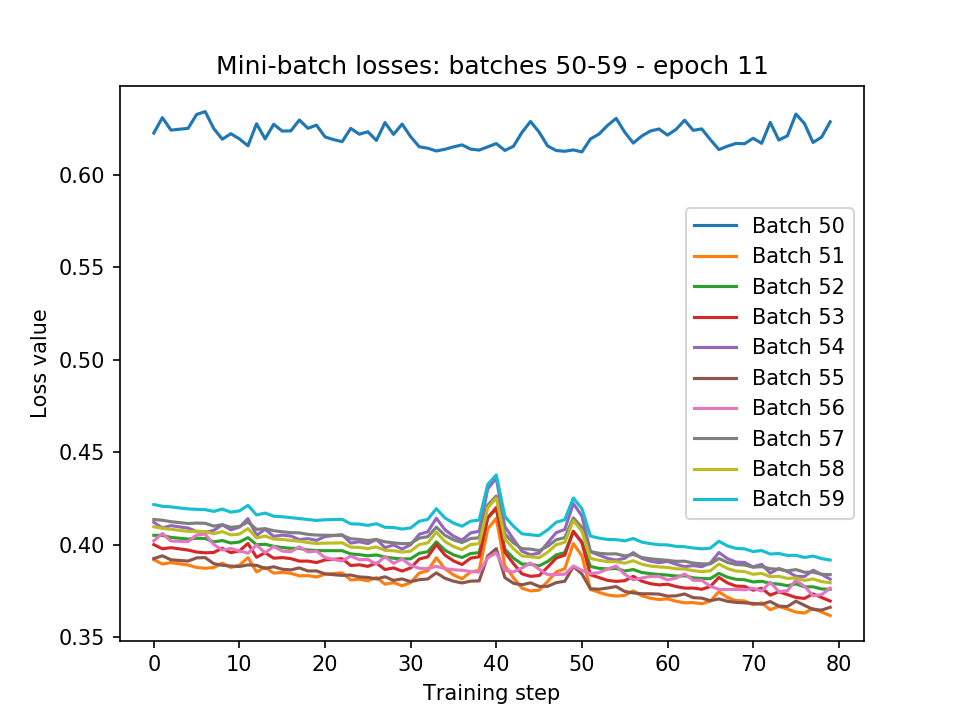 Mini-batch losses: batches 50-59 - epoch 11
Loss value
0.60
0.55
0.50
0.45
0.40
0.35
Batch 50
Batch 51
Batch 52
Batch 53
Batch 54
Batch 55
Batch 56
Batch 57
Batch 58
Batch 59
0 10 20 30 40 50 60 70 80
Training step